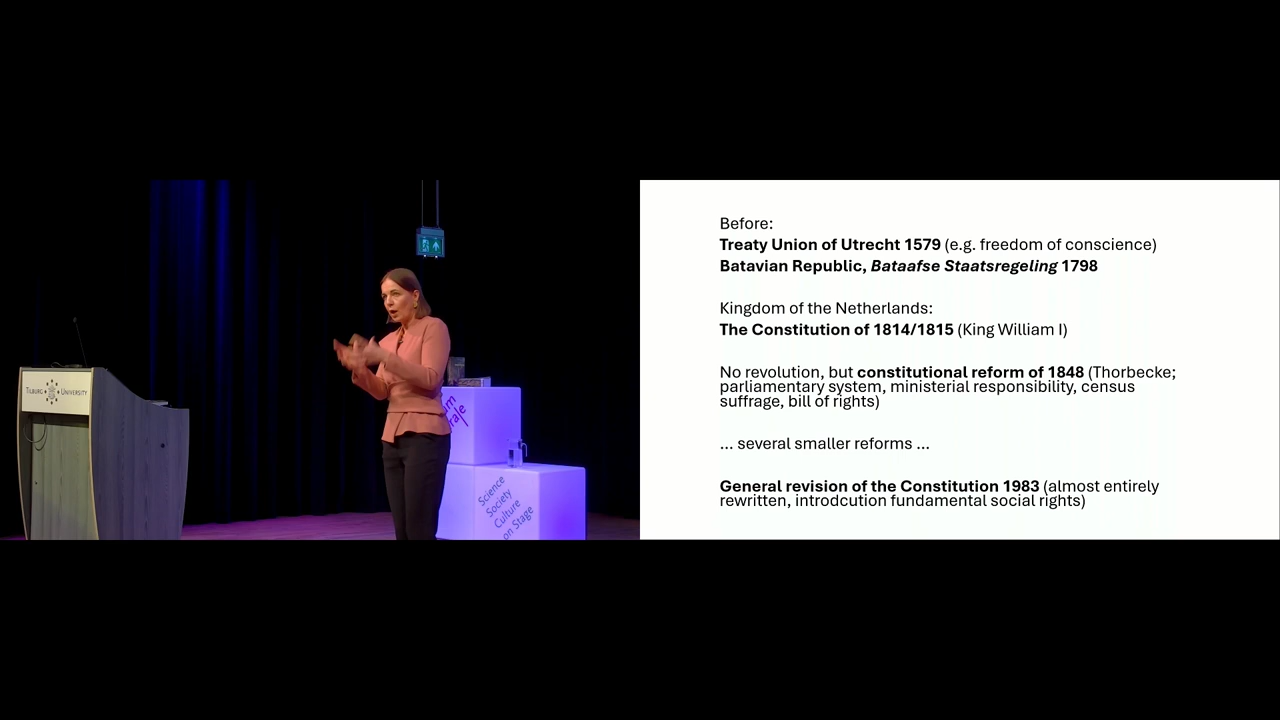 TILBURG UNIVERSITY
Science
Society
Culture
on Stage
Before:
Treaty Union of Utrecht 1579 (e.g. freedom of conscience)
Batavian Republic, Bataafse Staatsregeling 1798
Kingdom of the Netherlands:
The Constitution of 1814/1815 (King William I)
No revolution, but constitutional reform of 1848 (Thorbecke;
parliamentary system, ministerial responsibility, census
suffrage, bill of rights)
... several smaller reforms ...
General revision of the Constitution 1983 (almost entirely
rewritten, introdcution fundamental social rights)